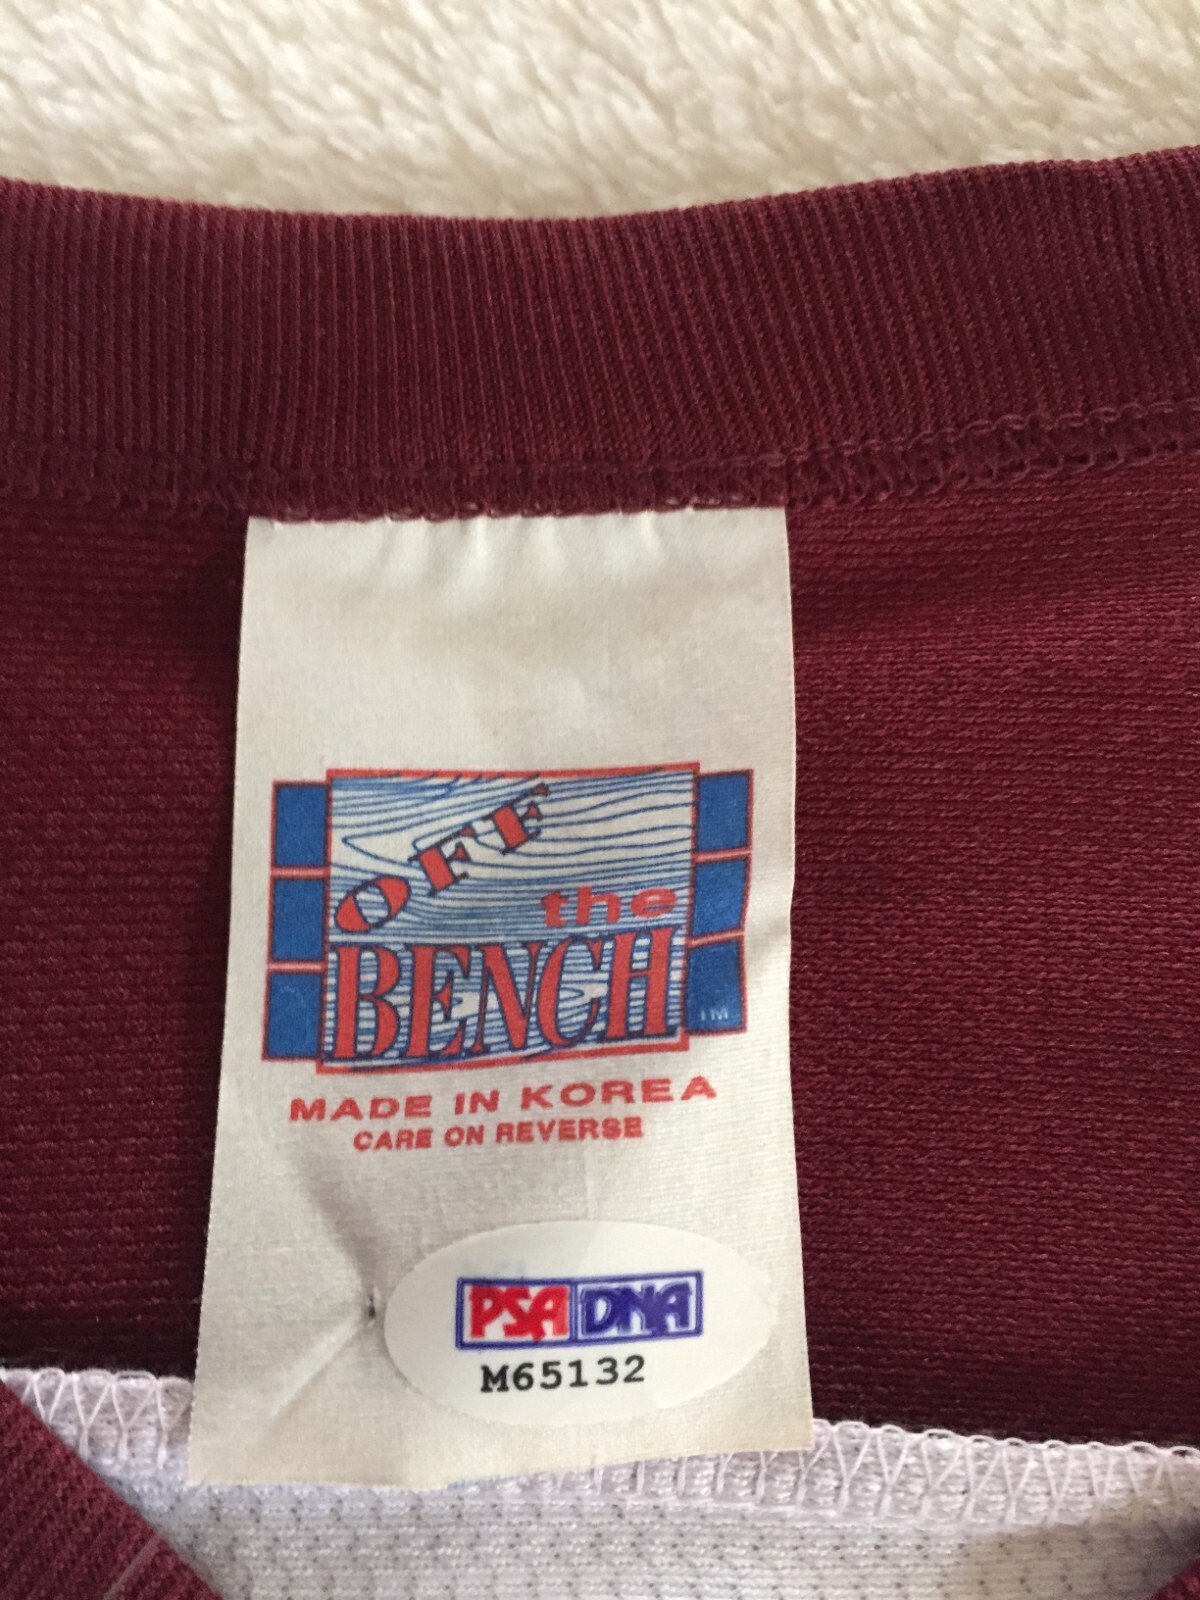 OFF
the
BENCH
TM
MADE IN KOREA
CARE ON REVERSE
PSA DNA
M65132